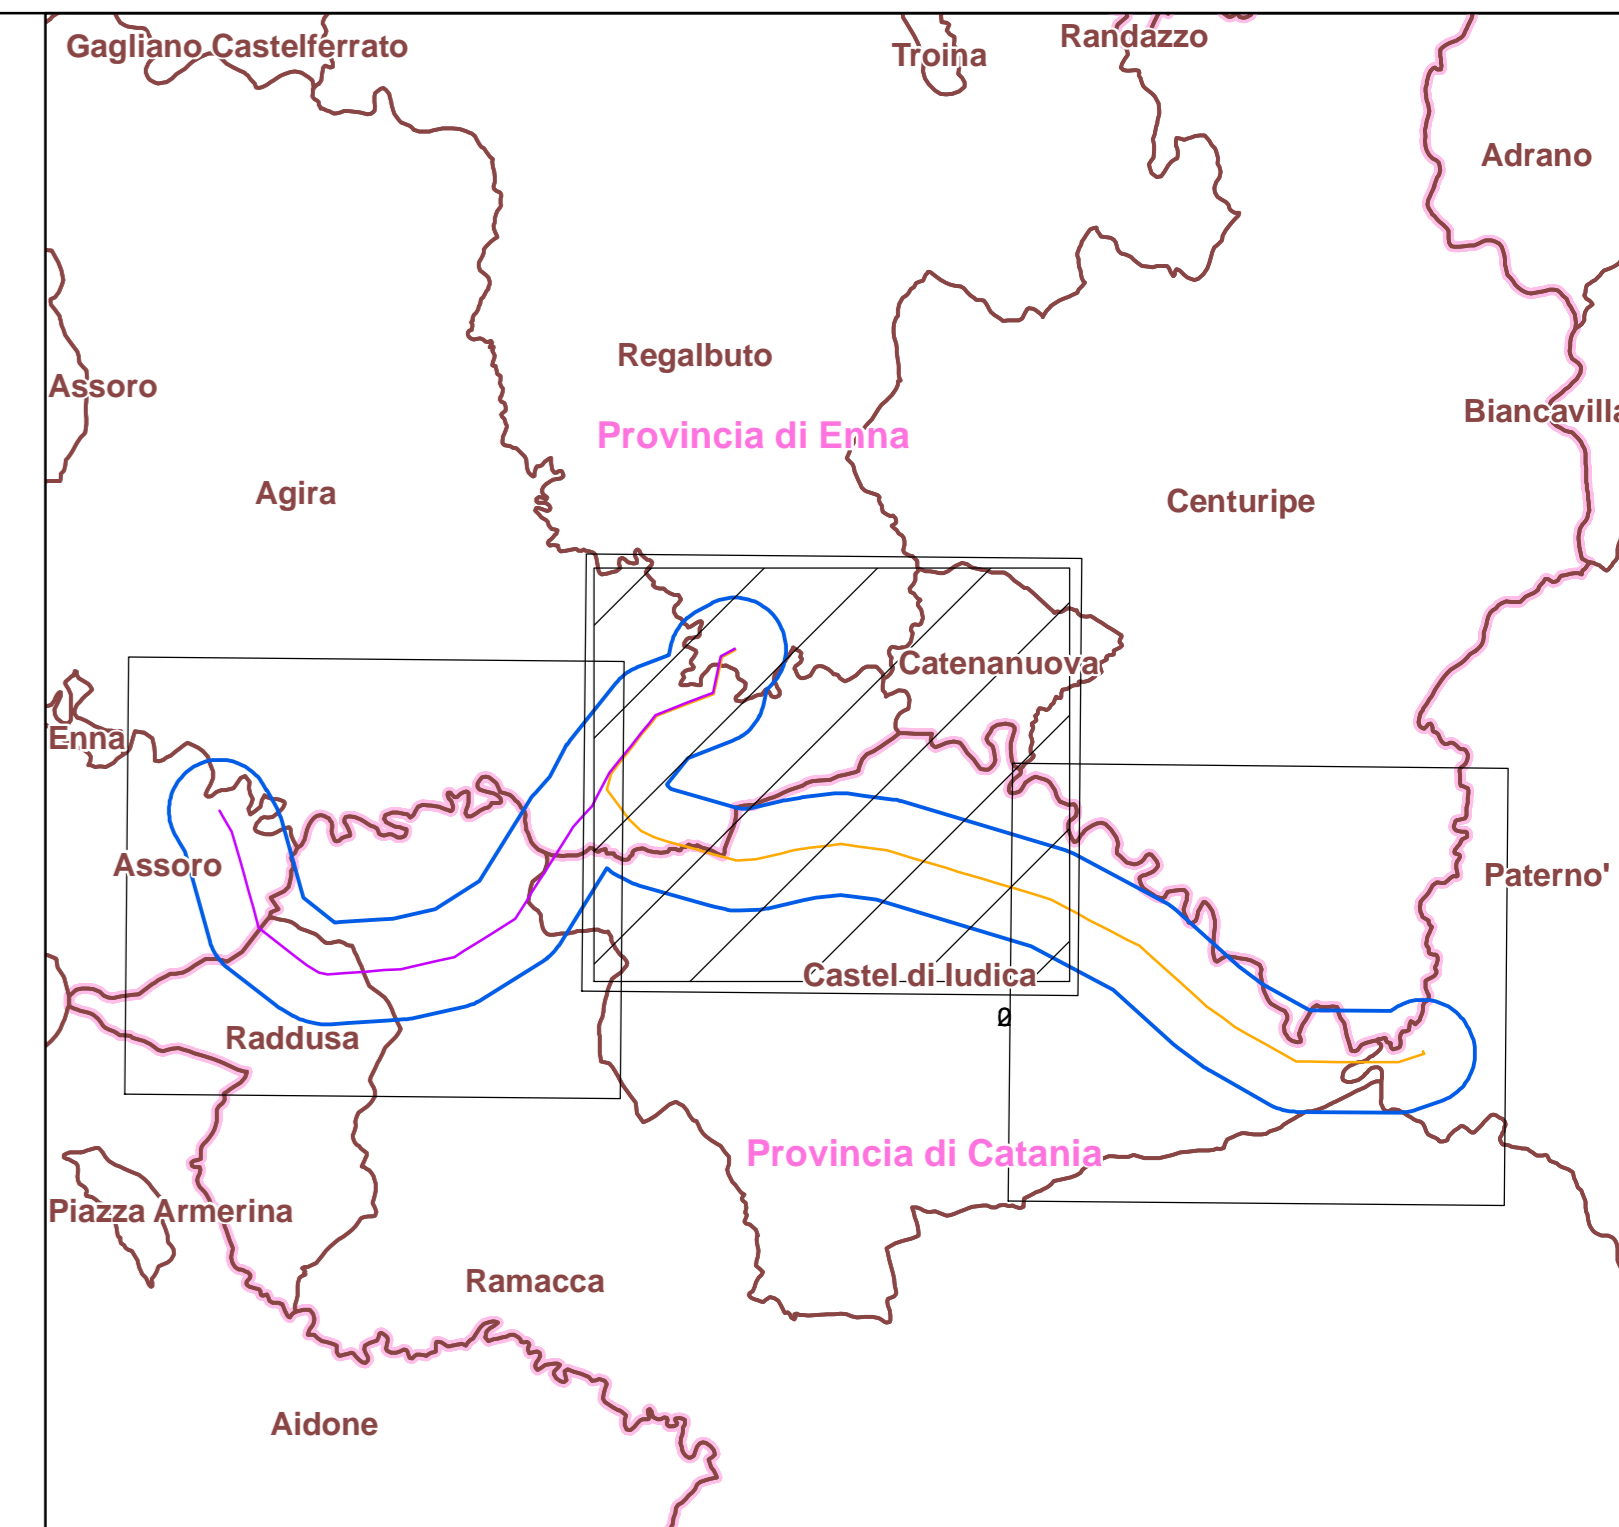 Gagliano Castelferrato
Troina
Randazzo
Adrano
Regalbuto
Assoro
Biancavilla
Provincia di Enna
Agira
Centuripe
Catenanuova
Enna
Assoro
Paterno'
Castel di Iudica
Raddusa
Provincia di Catania
Piazza Armerina
Ramacca
Aidone